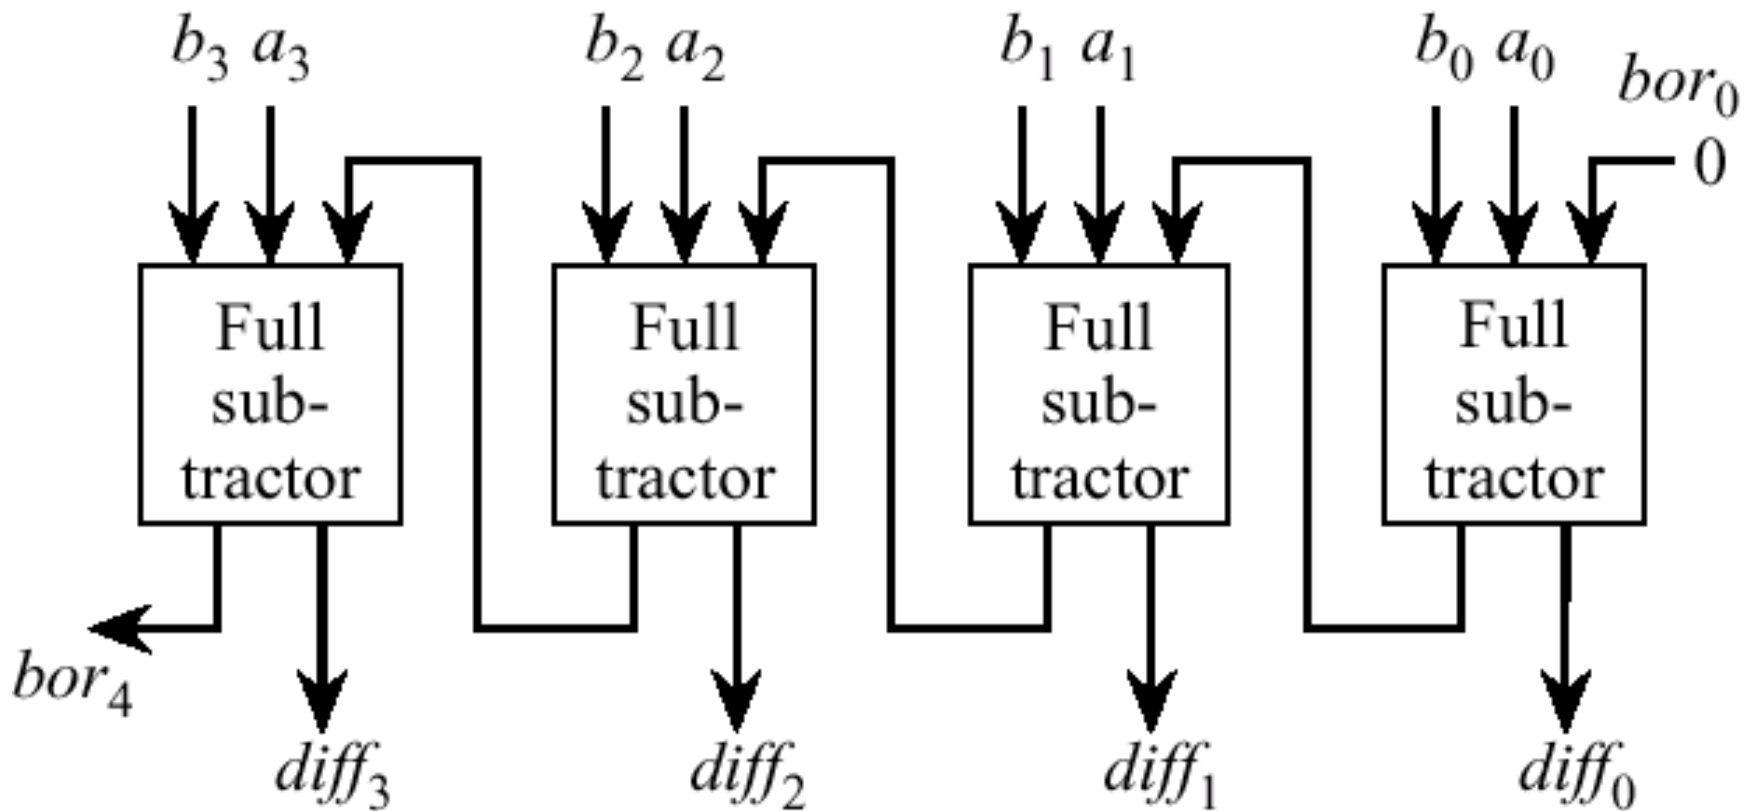 b₃ a₃ b₂ a₂ b₁ a₁ b₀ a₀ bor₀
0
Full sub- tractor
Full sub- tractor
Full sub- tractor
Full sub- tractor
bor₄
diff₃ diff₂ diff₁ diff₀